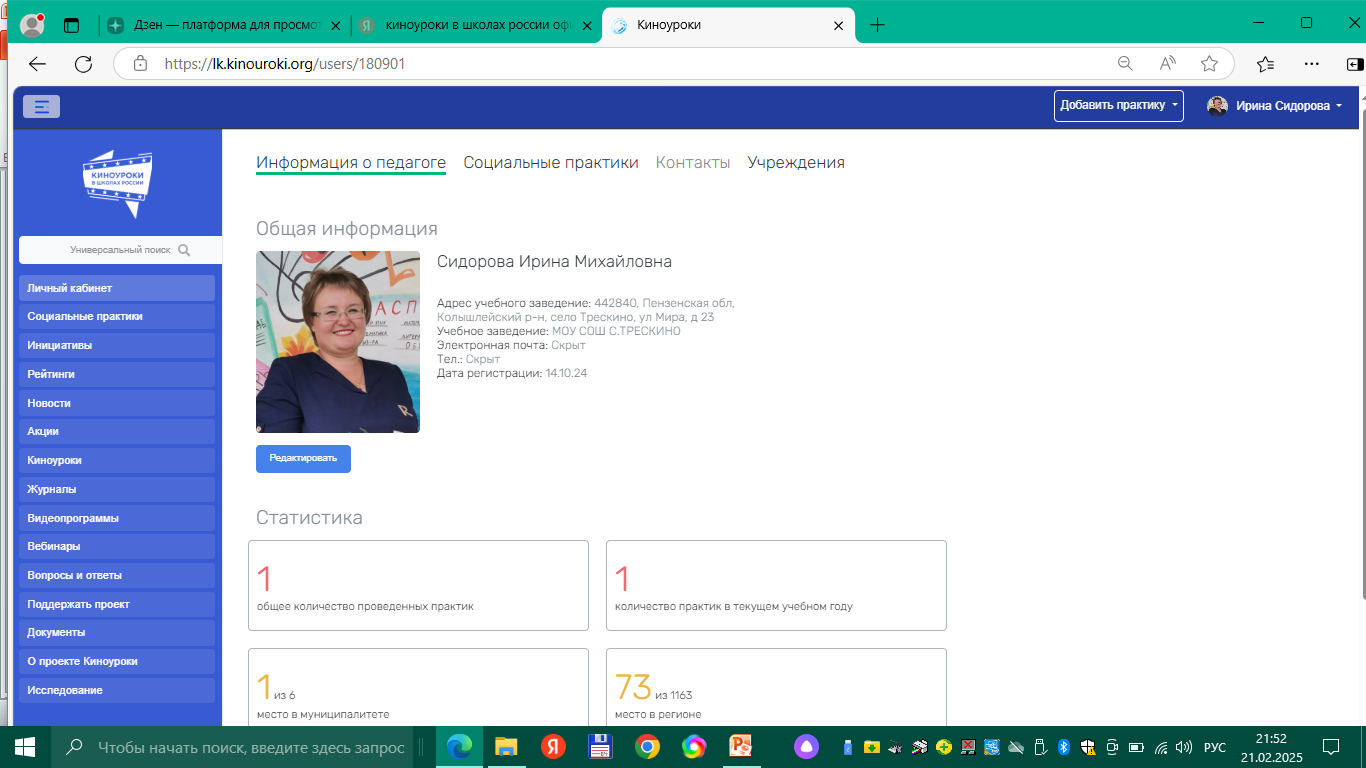 Дзен — платформа для просмот
киноуроки в школах россии офи
Киноуроки
https://lk.kinouroki.org/users/180901
Добавить практику
Ирина Сидорова
КИНОУРОКИ
В ШКОЛАХ РОССИИ
Универсальный поиск
Личный кабинет
Социальные практики
Инициативы
Рейтинги
Новости
Акции
Киноуроки
Журналы
Видеопрограммы
Вебинары
Вопросы и ответы
Поддержать проект
Документы
О проекте Киноуроки
Исследование
Информация о педагоге Социальные практики Контакты Учреждения
Общая информация
Сидорова Ирина Михайловна
Адрес учебного заведение: 442840, Пензенская обл,
Колышлейский р-н, село Трескино, ул Мира, д 23
Учебное заведение: МОУ СОШ С.ТРЕСКИНО
Электронная почта: Скрыт
Тел.: Скрыт
Дата регистрации: 14.10.24
Редактировать
Статистика
1
общее количество проведенных практик
1
количество практик в текущем учебном году
1 из 6
место в муниципалитете
73 из 1163
место в регионе
Чтобы начать поиск, введите здесь запрос
РУС
21:52
21.02.2025